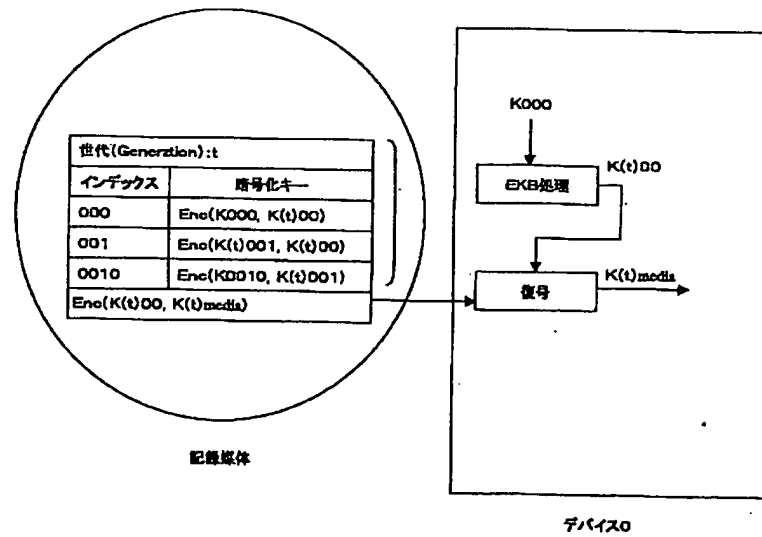 世代(Generztion):t
インデックス 暗号化キー
000 Enc(K000, K(t)00)
001 Enc(K(t)001, K(t)00)
0010 Enc(K0010, K(t)001)
Enc(K(t)00, K(t)media)
記録媒体
K000
EKB処理
K(t)00
復号
K(t)media
デバイス0